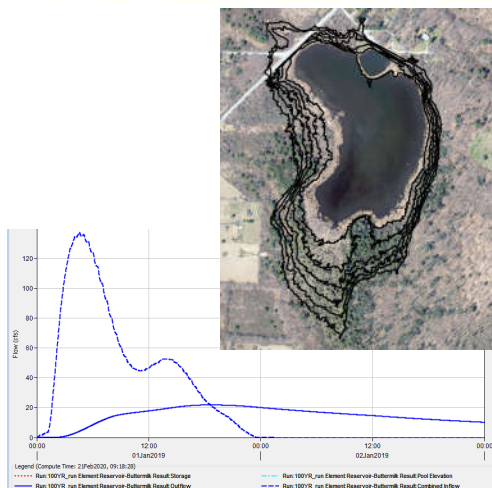 120
100
80
60
40
20
0
Flow (cfs)
00:00 12:00 00:00 12:00 00:00
01Jan2019 02Jan2019
Legend (Compute Time: 21Feb2020, 09:18:28)
Run:100YR_run Element:Reservoir-Buttermilk Result:Storage Run:100YR_run Element:Reservoir-Buttermilk Result:Pool Elevation
Run:100YR_run Element:Reservoir-Buttermilk Result:Outflow Run:100YR_run Element:Reservoir-Buttermilk Result:Combined Inflow